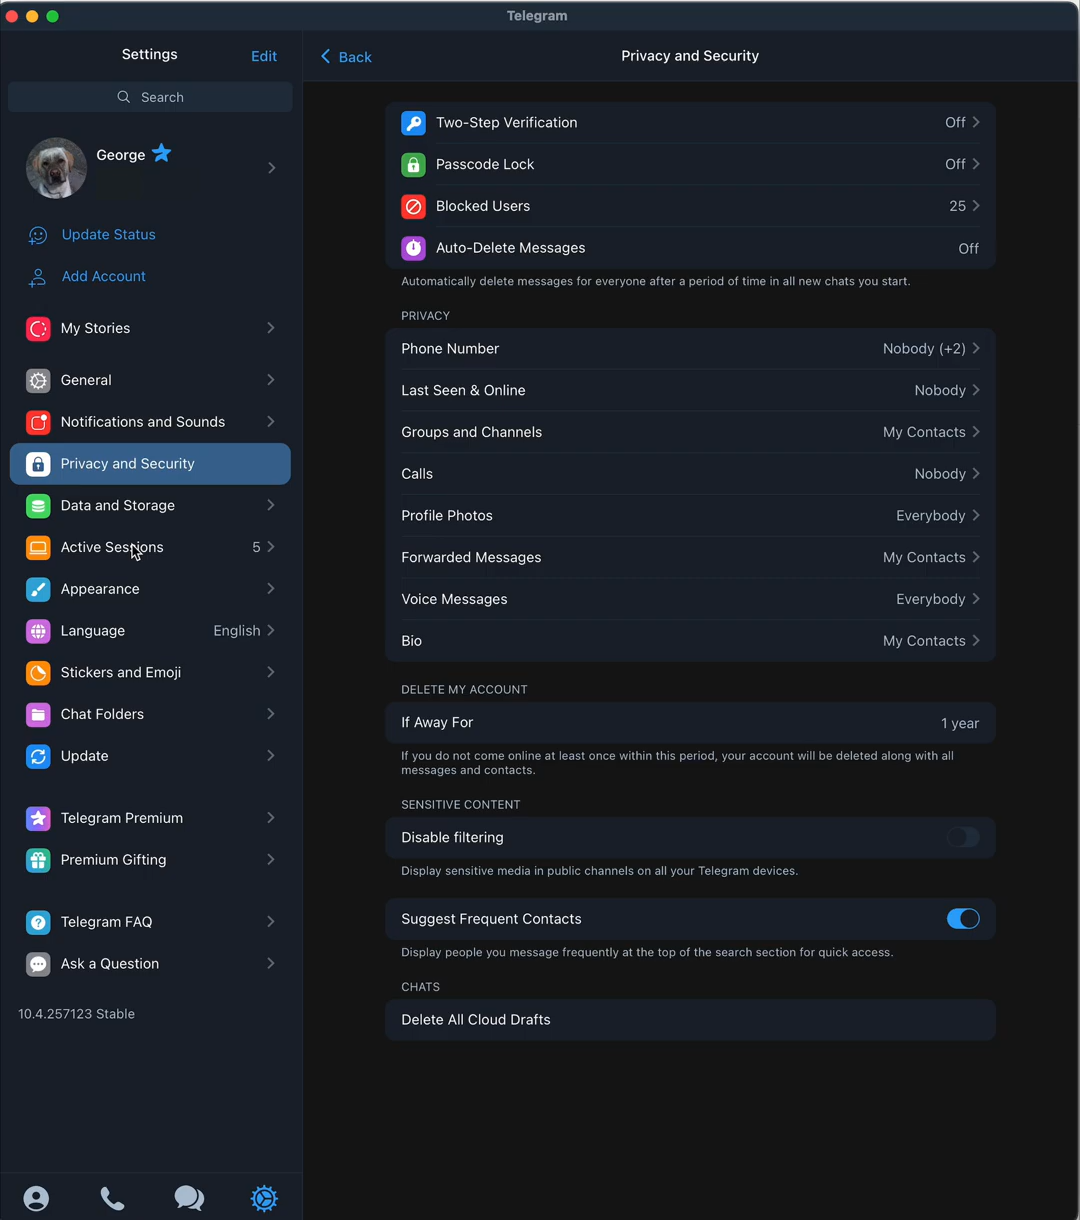 Telegram
Settings
Edit
Search
George
Update Status
Add Account
My Stories
General
Notifications and Sounds
Privacy and Security
Data and Storage
Active Sessions 5
Appearance
Language English
Stickers and Emoji
Chat Folders
Update
Telegram Premium
Premium Gifting
Telegram FAQ
Ask a Question
10.4.257123 Stable
Back
Privacy and Security
Two-Step Verification Off
Passcode Lock Off
Blocked Users 25
Auto-Delete Messages Off
Automatically delete messages for everyone after a period of time in all new chats you start.
PRIVACY
Phone Number Nobody (+2)
Last Seen & Online Nobody
Groups and Channels My Contacts
Calls Nobody
Profile Photos Everybody
Forwarded Messages My Contacts
Voice Messages Everybody
Bio My Contacts
DELETE MY ACCOUNT
If Away For 1 year
If you do not come online at least once within this period, your account will be deleted along with all
messages and contacts.
SENSITIVE CONTENT
Disable filtering
Display sensitive media in public channels on all your Telegram devices.
Suggest Frequent Contacts
Display people you message frequently at the top of the search section for quick access.
CHATS
Delete All Cloud Drafts